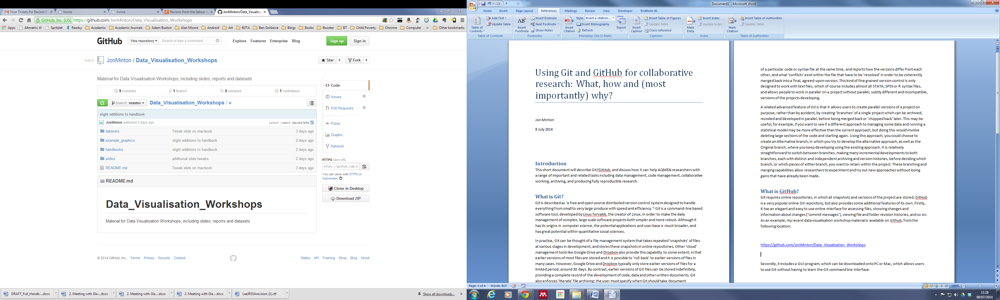 Your Tickets for Racism fr
home
home
Racism: from the labour m
JonMinton/Data_Visualisa
GitHub, Inc. [US] https://github.com/JonMinton/Data_Visualisation_Workshops
Apps Altmetric it! Spritzlet Readsy Academic Academic Journals Adam Buxton Alan Moore Android Art B3TA Ben Goldacre Blogs Books Booster BT Child Poverty Chrome Computer » Other bookmarks
GitHub This repository Search or type a command Explore Features Enterprise Blog Sign up Sign in
PUBLIC JonMinton / Data_Visualisation_Workshops Star 0 Fork 0
Material for Data Visualisation Workshops, including slides, reports and datasets
9 commits 1 branch 0 releases 1 contributor
branch: master Data_Visualisation_Workshops / +
slight additions to handbook
JonMinton authored 2 days ago latest commit 5ac2517bf8
datasets Tweak slide on macbook 3 days ago
example_graphics slight additions to handbook 2 days ago
handbooks slight additions to handbook 2 days ago
slides additional slide tweaks 2 days ago
README.md Tweak slide on macbook 3 days ago
README.md
Data_Visualisation_Workshops
Material for Data Visualisation Workshops, including slides, reports and datasets
Code
Issues 0
Pull Requests 0
Pulse
Graphs
Network
HTTPS clone URL
https://github.com/Jo
You can clone with HTTPS or
Subversion.
Clone in Desktop
Download ZIP
© 2014 GitHub, Inc. Terms Privacy Security Contact Status API Training Shop Blog About
DRAFT_Full_Handb....docx 2. Meeting with Gla....docx 2. Meeting with Gla....docx 2. Meeting with Gla....docx LeeJRSSArevision (1).rtf Show all downloads...
Document1 - Microsoft Word
Home Insert Page Layout References Mailings Review View Developer EndNote X6
Table of
Contents
Add Text
Update Table
Table of Contents
AB¹
Insert
Footnote
Insert Endnote
Next Footnote
Show Notes
Footnotes
Insert
Citation
Style: Insert a citation...
Insert Bibliography
Refresh
Export
Mendeley Cite-O-Matic
Insert
Caption
Insert Table of Figures
Update Table
Cross-reference
Captions
Mark
Entry
Insert Index
Update Index
Index
Mark
Citation
Insert Table of Authorities
Update Table
Table of Authorities
Using Git and GitHub for collaborative
research: What, how and (most
importantly) why?
Jon Minton
8 July 2014
Introduction
This short document will describe Git/GitHub, and discuss how it can help AQMEN researchers with
a range of important and related tasks including data management, code management, collaborative
working, archiving, and producing fully reproducible research.
What is Git?
Git is described as ‘a free and open source distributed version control system designed to handle
everything from small to very large produce with speed and efficiency.’¹ Git is a command-line based
software tool, developed by Linus Torvalds, the creator of Linux, in order to make the daily
management of complex, large scale software projects both simpler and more robust. Although it
has its origins in computer science, the potential applications and user base is much broader, and
has great potential within quantitative social sciences.
In practice, Git can be thought of a file management system that takes repeated ‘snapshots’ of files
at various stages in development, and stores these snapshots in online repositories. Other ‘cloud’
management tools like Google Drive and Dropbox also provide this capability to some extent, in that
earlier versions of most files are stored and it is possible to ‘roll back’ to earlier versions of files in
many cases. However, Google Drive and Dropbox typically only store earlier versions of files for a
limited period, around 30 days. By contrast, earlier versions of Git files can be stored indefinitely,
providing a complete record of the development of code, data and other written documents. Git
also enforces ‘literate’ file archiving: the user must specify when Git should take document
of a particular code or syntax file at the same time, and reports how the versions differ from each
other, and what ‘conflicts’ exist within the file that have to be ‘resolved’ in order to be coherently
merged back into a final, agreed-upon version. This kind of fine grained version control is only
designed to work with text files, which of course includes almost all STATA, SPSS or R syntax files,
and allows people to work in parallel on a project without parallel, subtly different and incompatible,
versions of the projects developing.
A related advanced feature of Git is that it allows users to create parallel versions of a project on
purpose, rather than by accident, by creating ‘branches’ of a single project which can be archived,
recoded and developed in parallel, before being merged back or ‘chopped back’ later. This may be
useful, for example, if you want to see if a different approach to managing some data and running a
statistical model may be more effective than the current approach, but doing this would involve
deleting large sections of the code and starting again. Using this approach, you could choose to
create an Alternative branch, in which you try to develop the alternative approach, as well as the
Original branch, where you keep developing using the existing approach. It is relatively
straightforward to switch between branches, making many incremental developments to both
branches, each with distinct and independent archiving and version histories, before deciding which
branch, or which pieces of either branch, you want to retain within the project. These branching and
merging capabilities allow researchers to experiment and try out new approaches without losing
gains that have already been made.
What is GitHub?
Git requires online repositories, in which all snapshots and versions of the project are stored. GitHub
is a very popular online Git repository, but also provides some additional features of its own. Firstly,
it has an elegant and easy to use online interface for accessing files, showing changes and
information about changes (‘commit messages’), viewing file and folder revision histories, and so on.
As an example, my recent data visualisation workshop material is available on Github, from the
following location:
https://github.com/JonMinton/Data_Visualisation_Workshops
Secondly, it includes a GUI program, which can be downloaded onto PC or Mac, which allows users
to use Git without having to learn the Git command line interface.
Page: 2 of 4 Words: 815 100%
11:28
08/07/2014